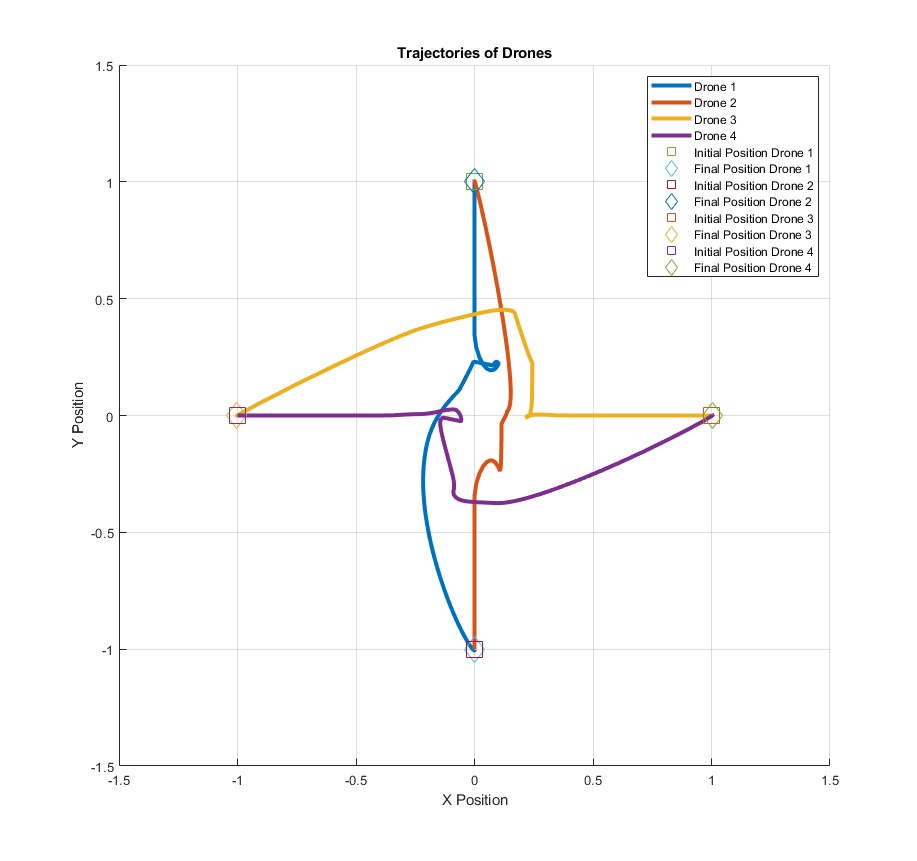 Trajectories of Drones
1.5
1
0.5
0
-0.5
-1
-1.5
Y Position
-1.5
-1
-0.5
0
0.5
1
1.5
X Position
Drone 1
Drone 2
Drone 3
Drone 4
Initial Position Drone 1
Final Position Drone 1
Initial Position Drone 2
Final Position Drone 2
Initial Position Drone 3
Final Position Drone 3
Initial Position Drone 4
Final Position Drone 4